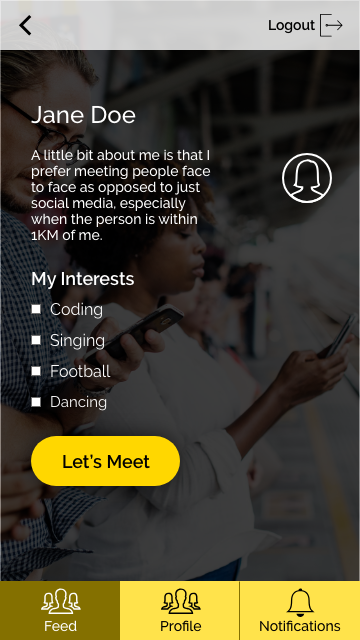 Logout
Jane Doe
A little bit about me is that I
prefer meeting people face
to face as opposed to just
social media, especially
when the person is within
1KM of me.
My Interests
Coding
Singing
Football
Dancing
Let's Meet
Feed
Profile
Notifications